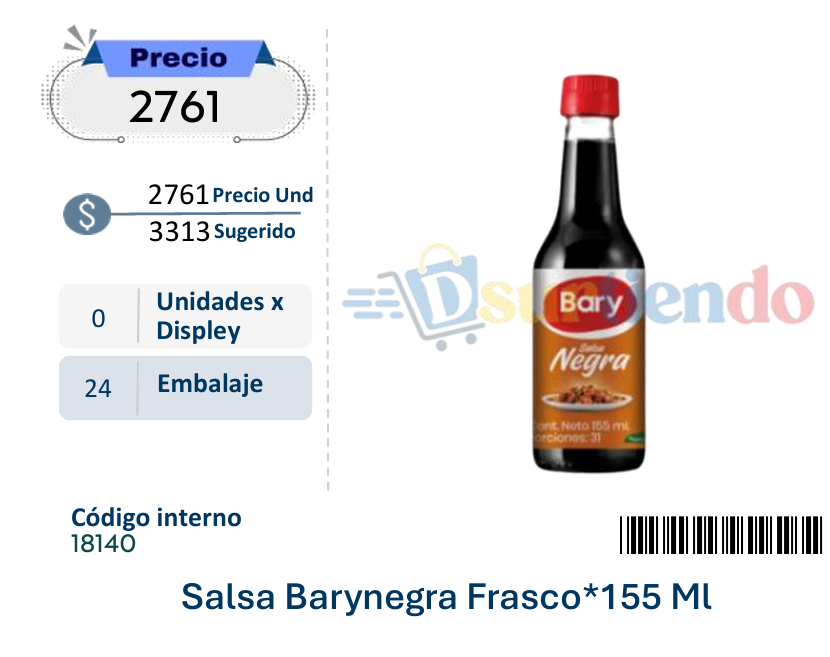 Precio
2761
2761 Precio Und
3313 Sugerido
0 Unidades x
Displey
24 Embalaje
Dsurtiendo
Bary
Salsa
Negra
Cont. Neto 155 ml.
Porciones: 31
Código interno
18140
Salsa Barynegra Frasco*155 Ml